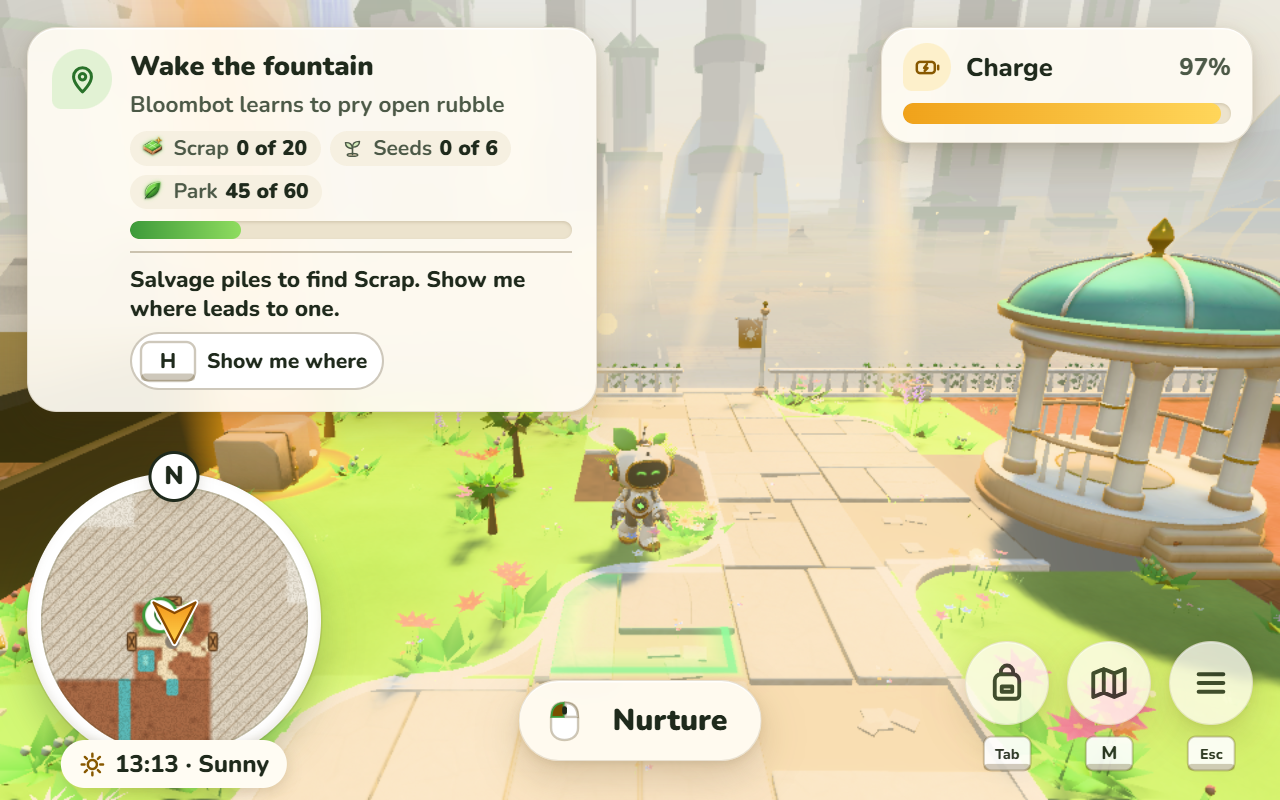 Wake the fountain
Bloombot learns to pry open rubble
Scrap 0 of 20 Seeds 0 of 6
Park 45 of 60
Salvage piles to find Scrap. Show me
where leads to one.
H Show me where
Charge 97%
N
13:13 · Sunny
Nurture
Tab M Esc